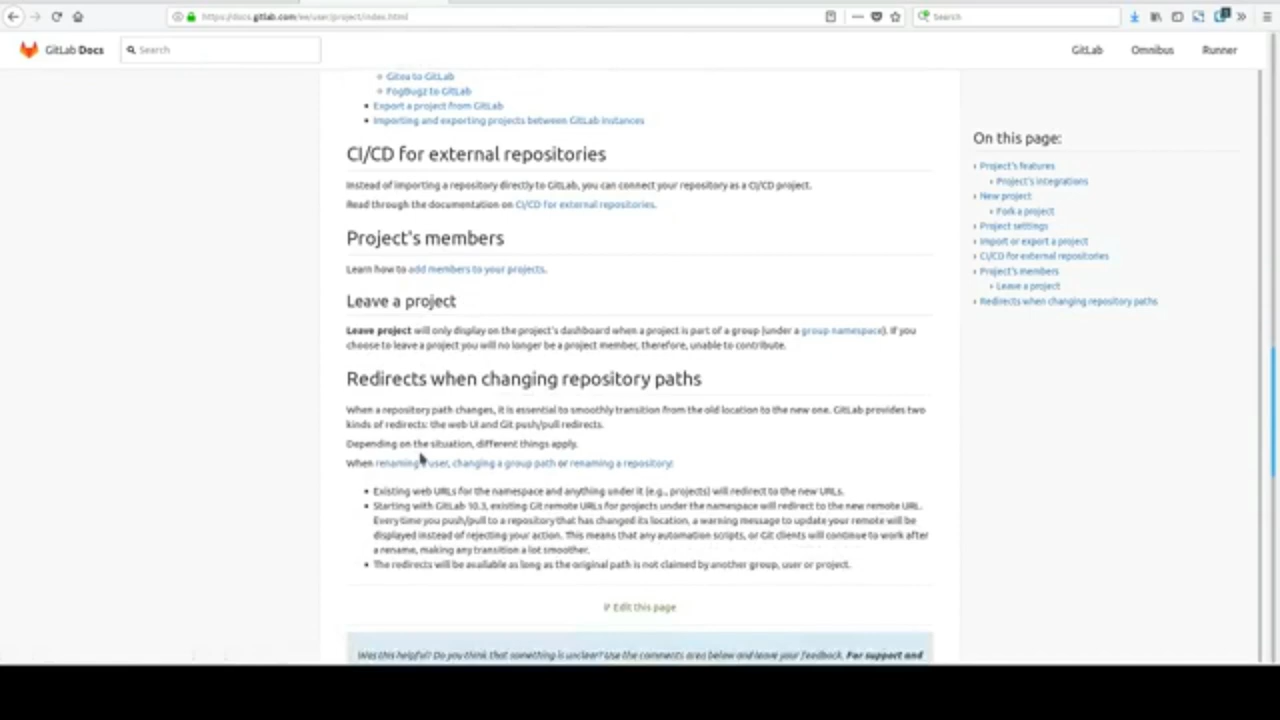 https://docs.gitlab.com/ee/user/project/index.html
Search
GitLab Docs
Search
GitLab
Omnibus
Runner
Gitea to GitLab
FogBugz to GitLab
Export a project from GitLab
Importing and exporting projects between GitLab instances
CI/CD for external repositories
Instead of importing a repository directly to GitLab, you can connect your repository as a CI/CD project.
Read through the documentation on CI/CD for external repositories.
Project's members
Learn how to add members to your projects.
Leave a project
Leave project will only display on the project's dashboard when a project is part of a group (under a group namespace). If you
choose to leave a project you will no longer be a project member, therefore, unable to contribute.
Redirects when changing repository paths
When a repository path changes, it is essential to smoothly transition from the old location to the new one. GitLab provides two
kinds of redirects: the web UI and Git push/pull redirects.
Depending on the situation, different things apply.
When renaming a user, changing a group path or renaming a repository:
Existing web URLs for the namespace and anything under it (e.g., projects) will redirect to the new URLs.
Starting with GitLab 10.3, existing Git remote URLs for projects under the namespace will redirect to the new remote URL.
Every time you push/pull to a repository that has changed its location, a warning message to update your remote will be
displayed instead of rejecting your action. This means that any automation scripts, or Git clients will continue to work after
a rename, making any transition a lot smoother.
The redirects will be available as long as the original path is not claimed by another group, user or project.
Edit this page
Was this helpful? Do you think that something is unclear? Use the comments area below and leave your feedback. For support and
On this page:
Project's features
Project's integrations
New project
Fork a project
Project settings
Import or export a project
CI/CD for external repositories
Project's members
Leave a project
Redirects when changing repository paths